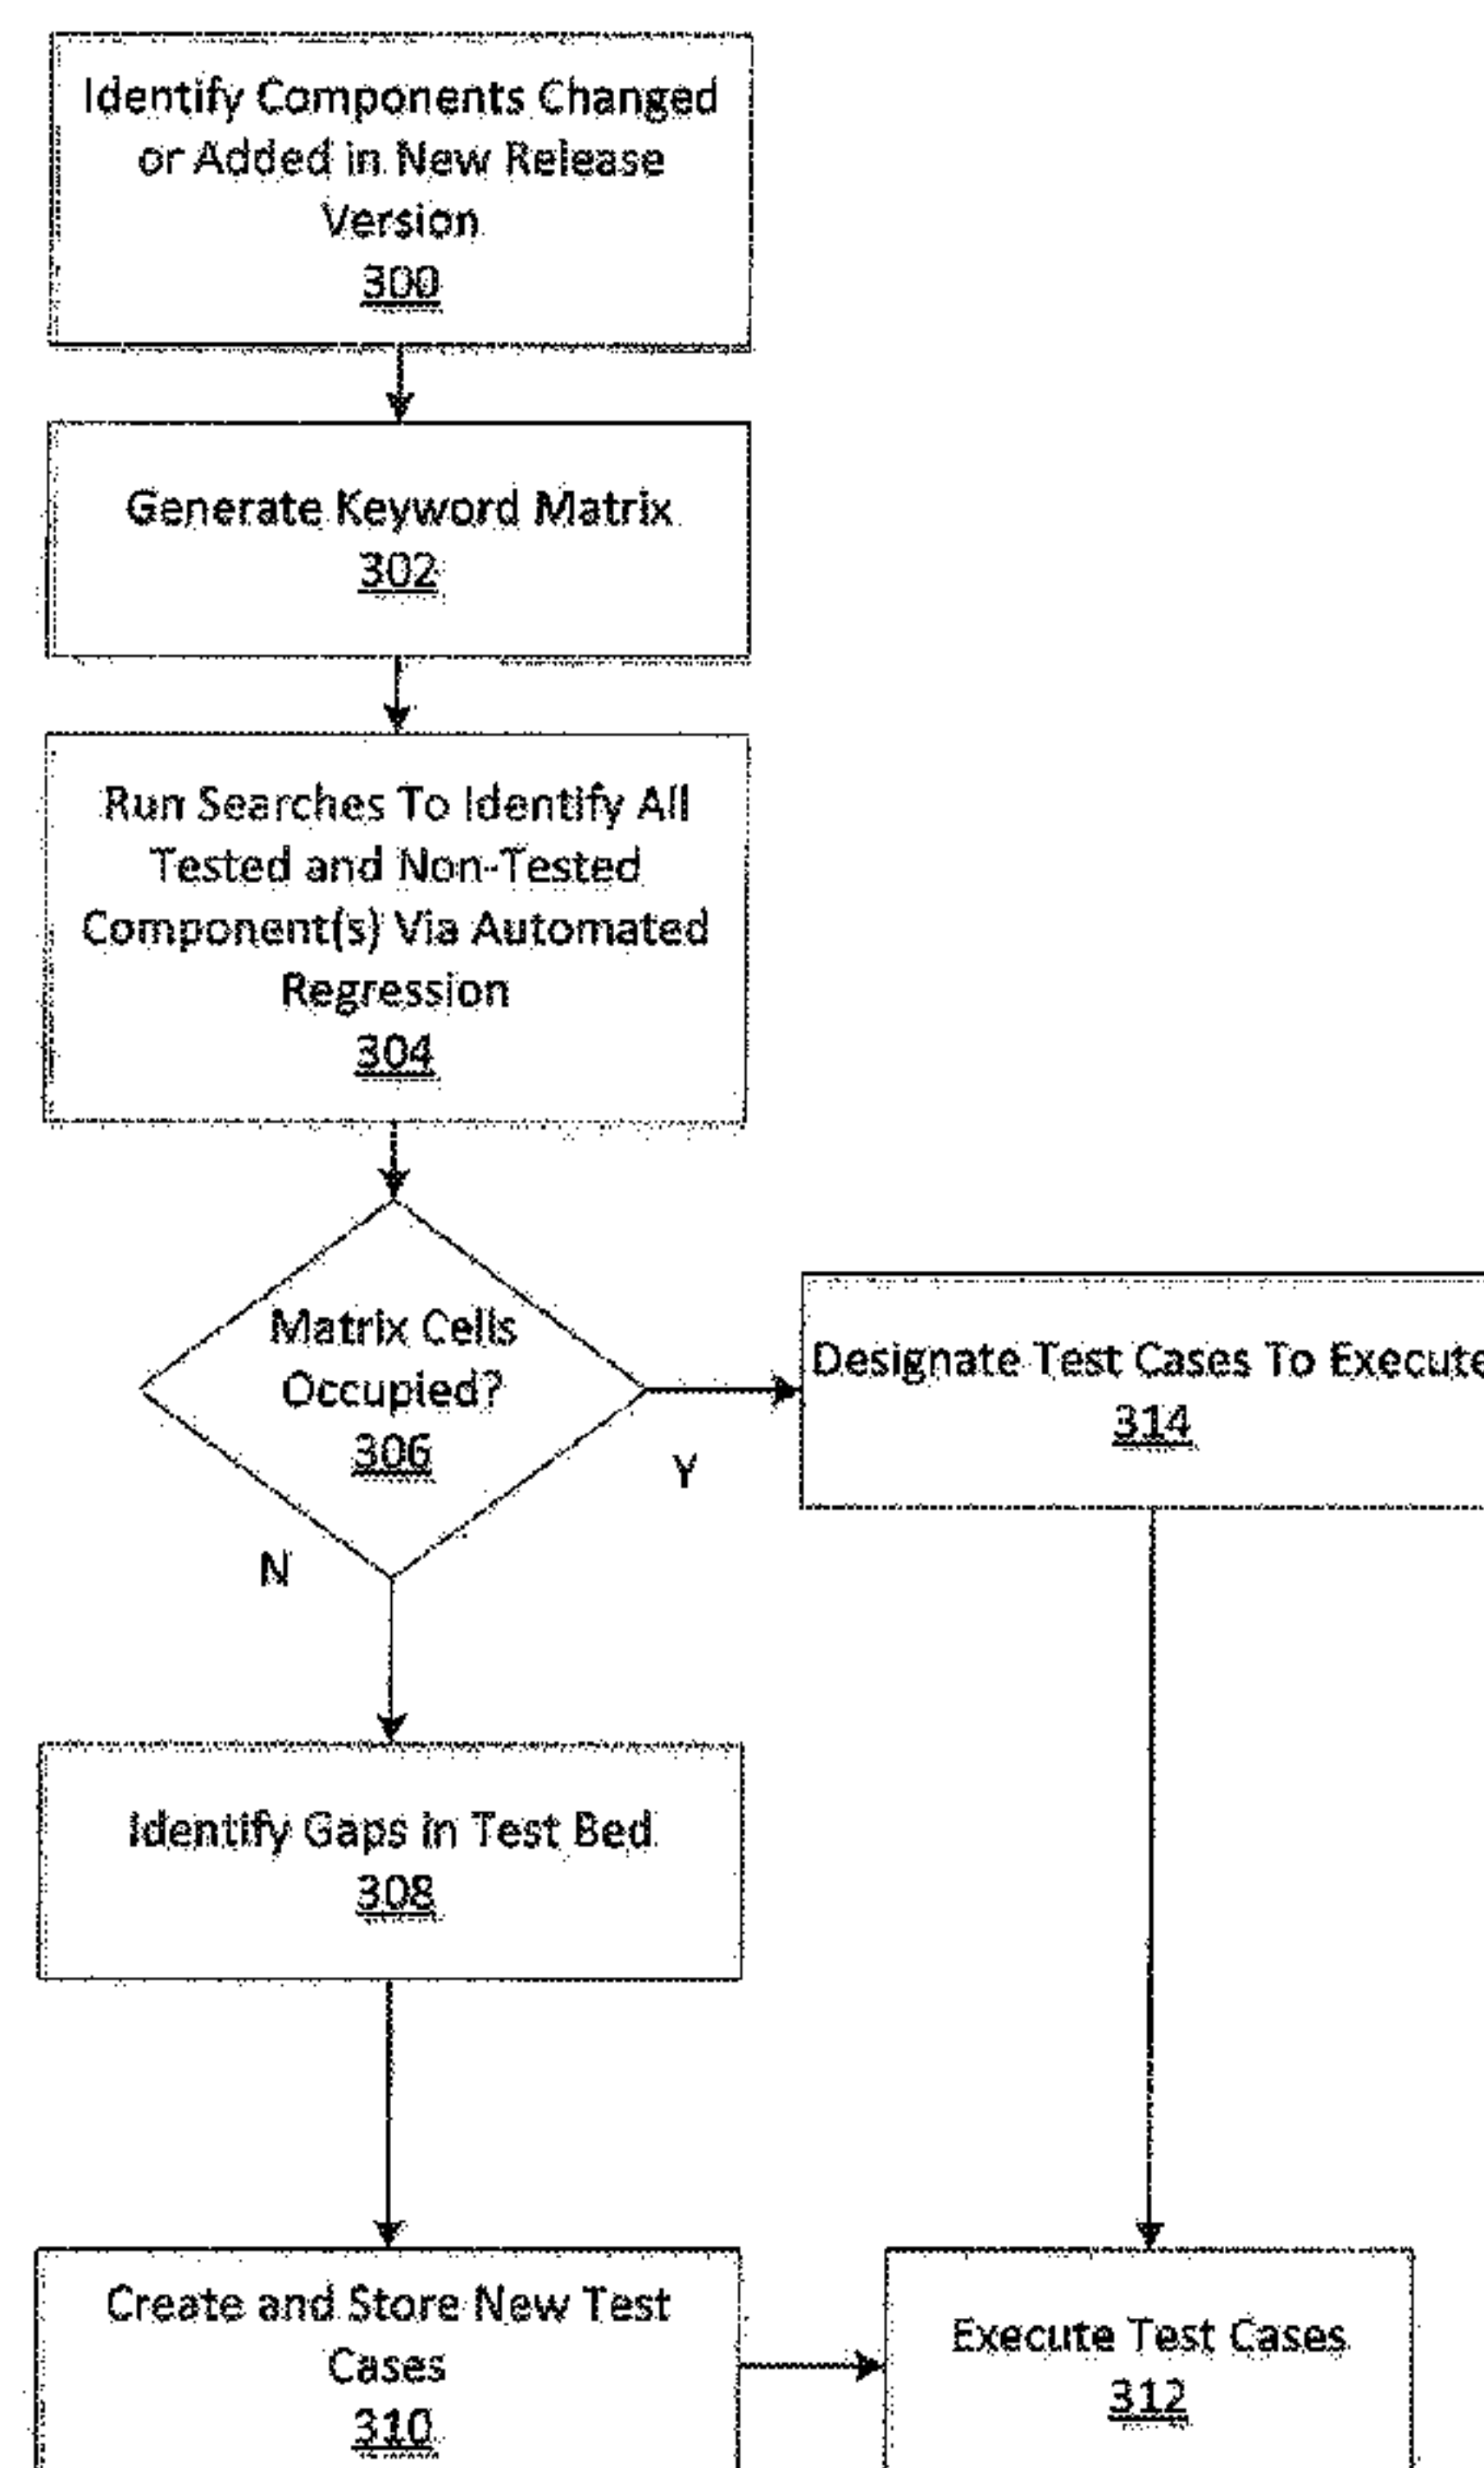 Identify Components Changed
or Added in New Release
Version
300
Generate Keyword Matrix
302
Run Searches To Identify All
Tested and Non-Tested
Component(s) Via Automated
Regression
304
Matrix Cells
Occupied?
306
Y
N
Designate Test Cases To Execute
314
Identify Gaps in Test Bed
308
Create and Store New Test
Cases
310
Execute Test Cases
312